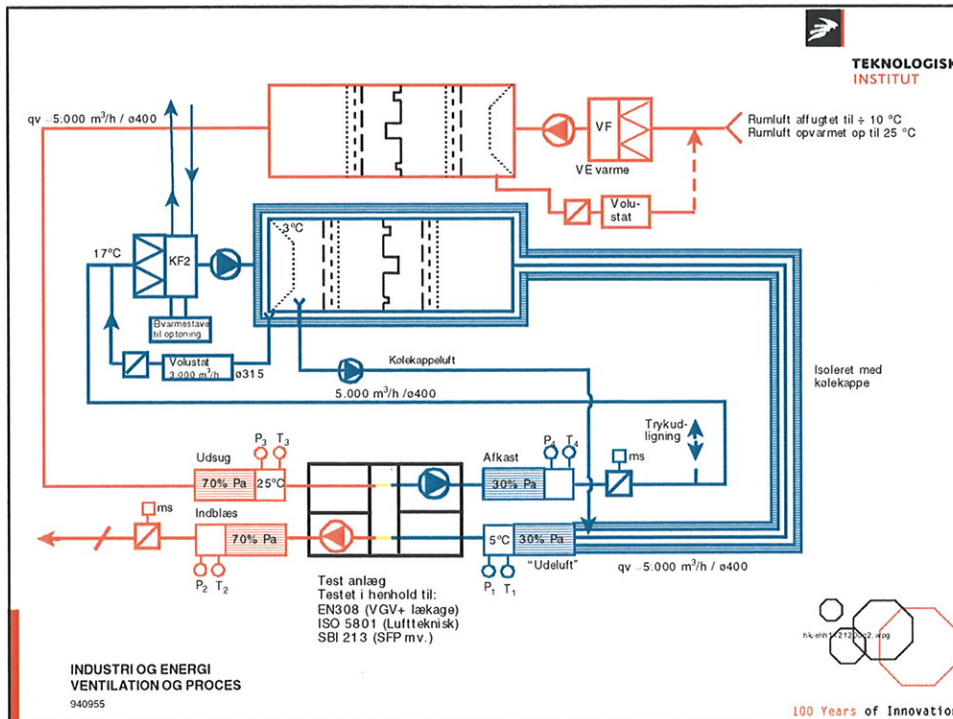 TEKNOLOGISK
INSTITUT
qv ~5.000 m³/h / ø400
VF
VE varme
Rumluft affugtet til ÷ 10 °C
Rumluft opvarmet op til 25 °C
Volu-
stat
-3°C
17°C
KF2
Elvarmestave
til optoning
Volustat
3.000 m³/h
ø315
Kølekappeluft
5.000 m³/h /ø400
Isoleret med
kølekappe
Trykud-
ligning
P₃ T₃
P₄ T₄
ms
Udsug
70% Pa
25°C
Afkast
30% Pa
ms
Indblæs
70% Pa
5°C
30% Pa
"Udeluft"
qv ~5.000 m³/h / ø400
P₂ T₂
P₁ T₁
Test anlæg
Testet i henhold til:
EN308 (VGV+ lækage)
ISO 5801 (Luftteknisk)
SBI 213 (SFP mv.)
INDUSTRI OG ENERGI
VENTILATION OG PROCES
940955
100 Years of Innovation